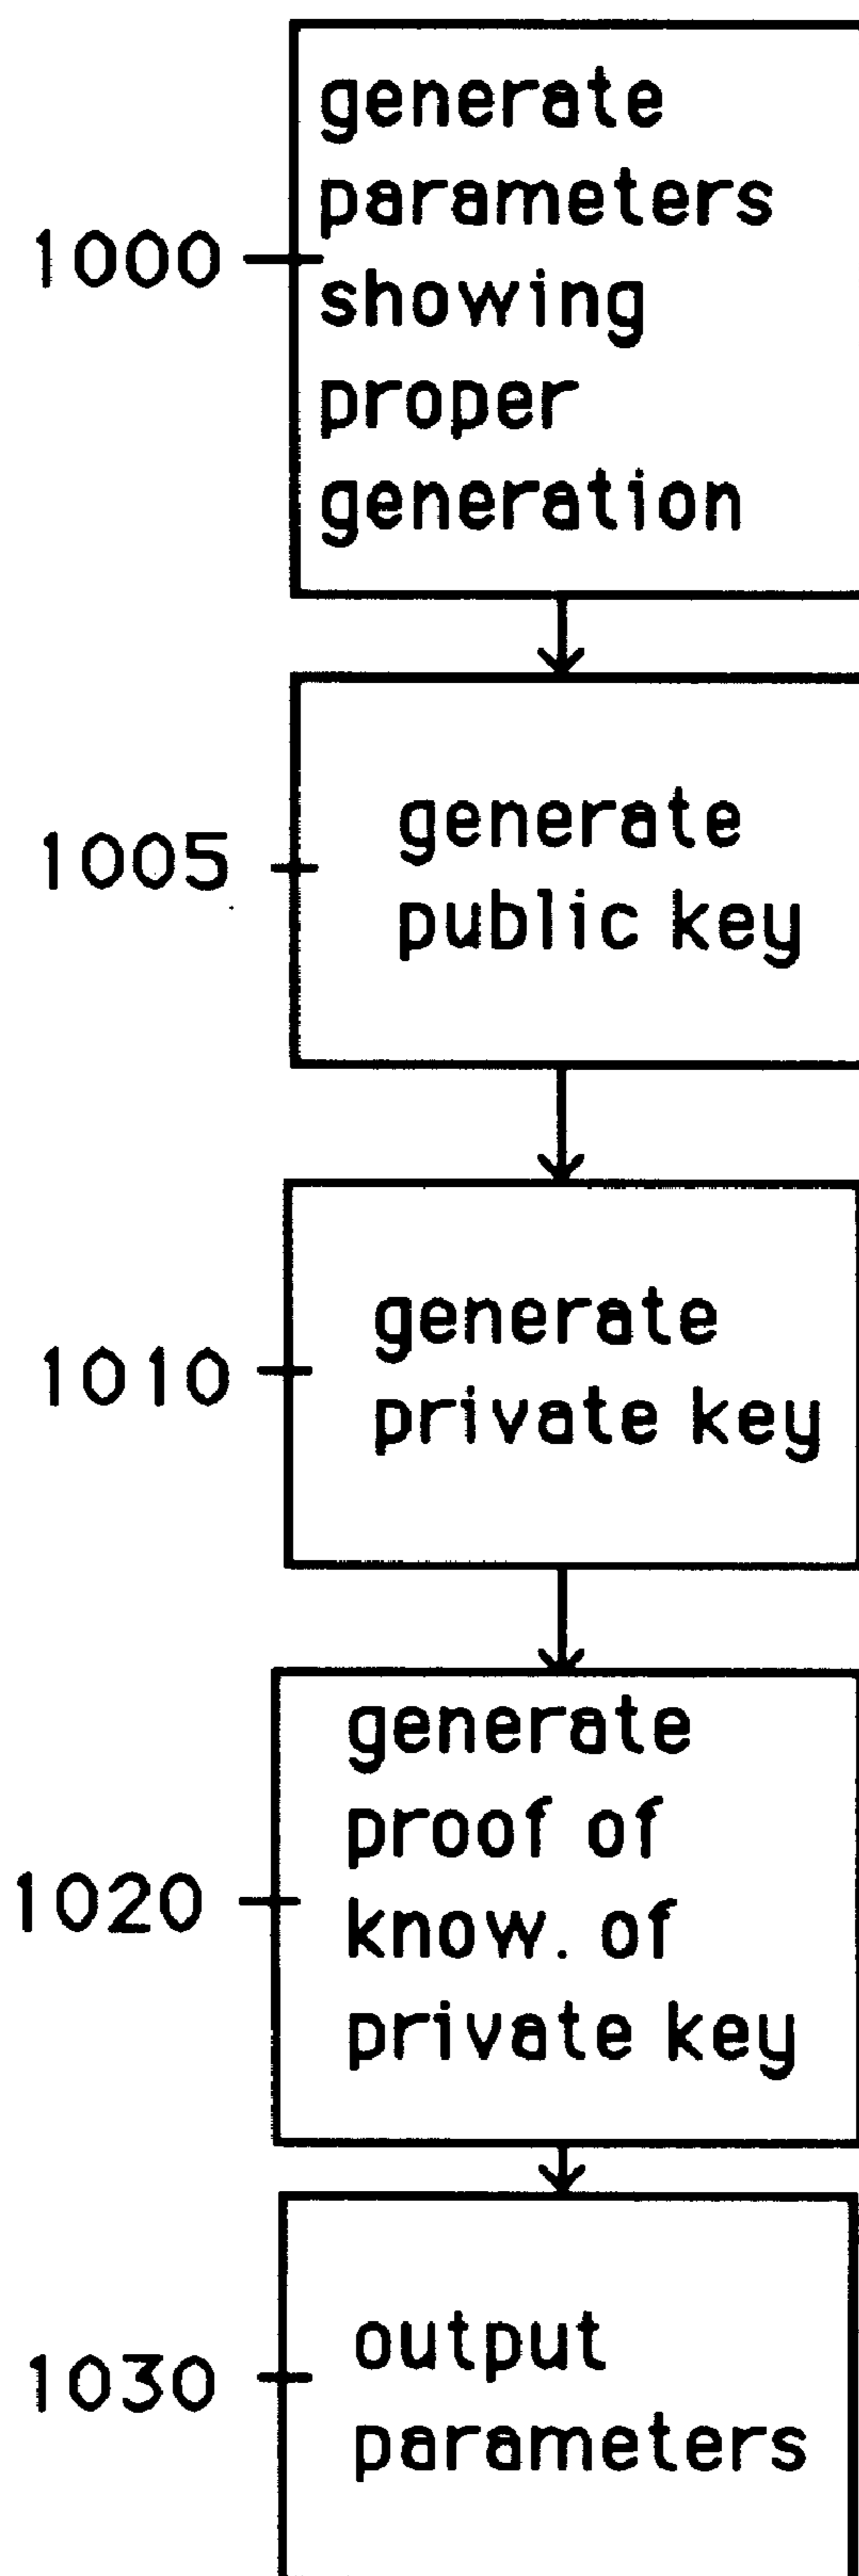 generate
parameters
1000
showing
proper
generation
1005
generate
public key
1010
generate
private key
generate
proof of
1020
know. of
private key
1030
output
parameters